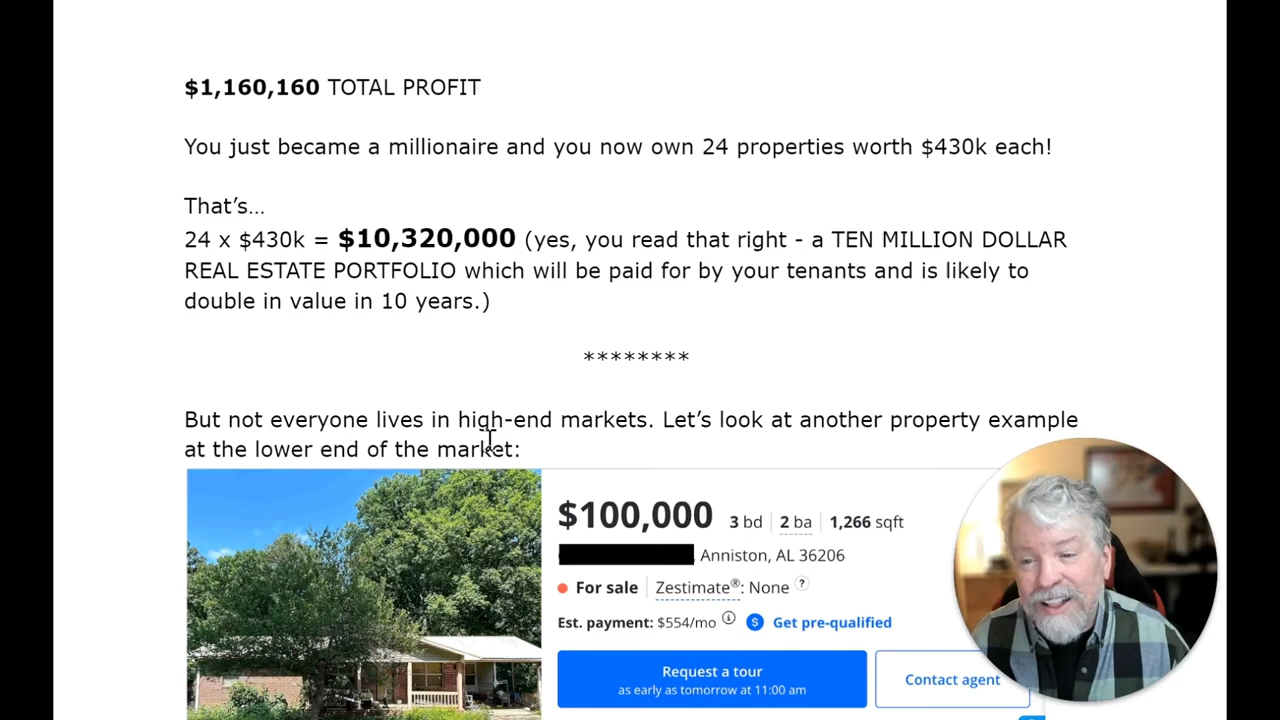 $1,160,160 TOTAL PROFIT
You just became a millionaire and you now own 24 properties worth $430k each!
That’s…
24 x $430k = $10,320,000 (yes, you read that right - a TEN MILLION DOLLAR
REAL ESTATE PORTFOLIO which will be paid for by your tenants and is likely to
double in value in 10 years.)
********
But not everyone lives in high-end markets. Let’s look at another property example
at the lower end of the market:
$100,000 3 bd 2 ba 1,266 sqft
Anniston, AL 36206
For sale Zestimate®: None ?
Est. payment: $554/mo i $ Get pre-qualified
Request a tour
as early as tomorrow at 11:00 am
Contact agent